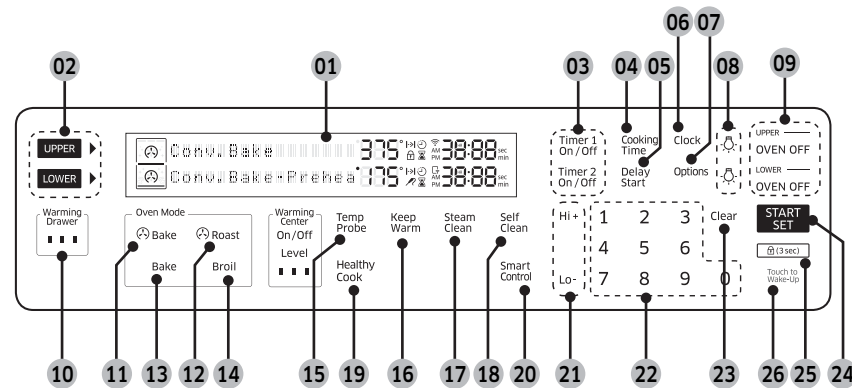 06 07
02 01 03 04 05 08 09
UPPER
LOWER
Conv. Bake 375° AM PM 38:88 sec min
Conv. Bake-Prehea 175° AM PM 38:88 sec min
Timer 1
On / Off
Timer 2
On / Off
Cooking
Time
Delay
Start
Clock
Options
UPPER
OVEN OFF
LOWER
OVEN OFF
Warming
Drawer
Oven Mode
Bake
Roast
Bake
Broil
Warming
Center
On / Off
Level
Temp
Probe
Healthy
Cook
Keep
Warm
Steam
Clean
Self
Clean
Smart
Control
Hi +
Lo-
1 2 3
4 5 6
7 8 9 0
Clear
START
SET
(3 sec)
Touch to
Wake-Up
10 11 13 12 14 15 19 16 17 18 20 21 22 23 26 25 24